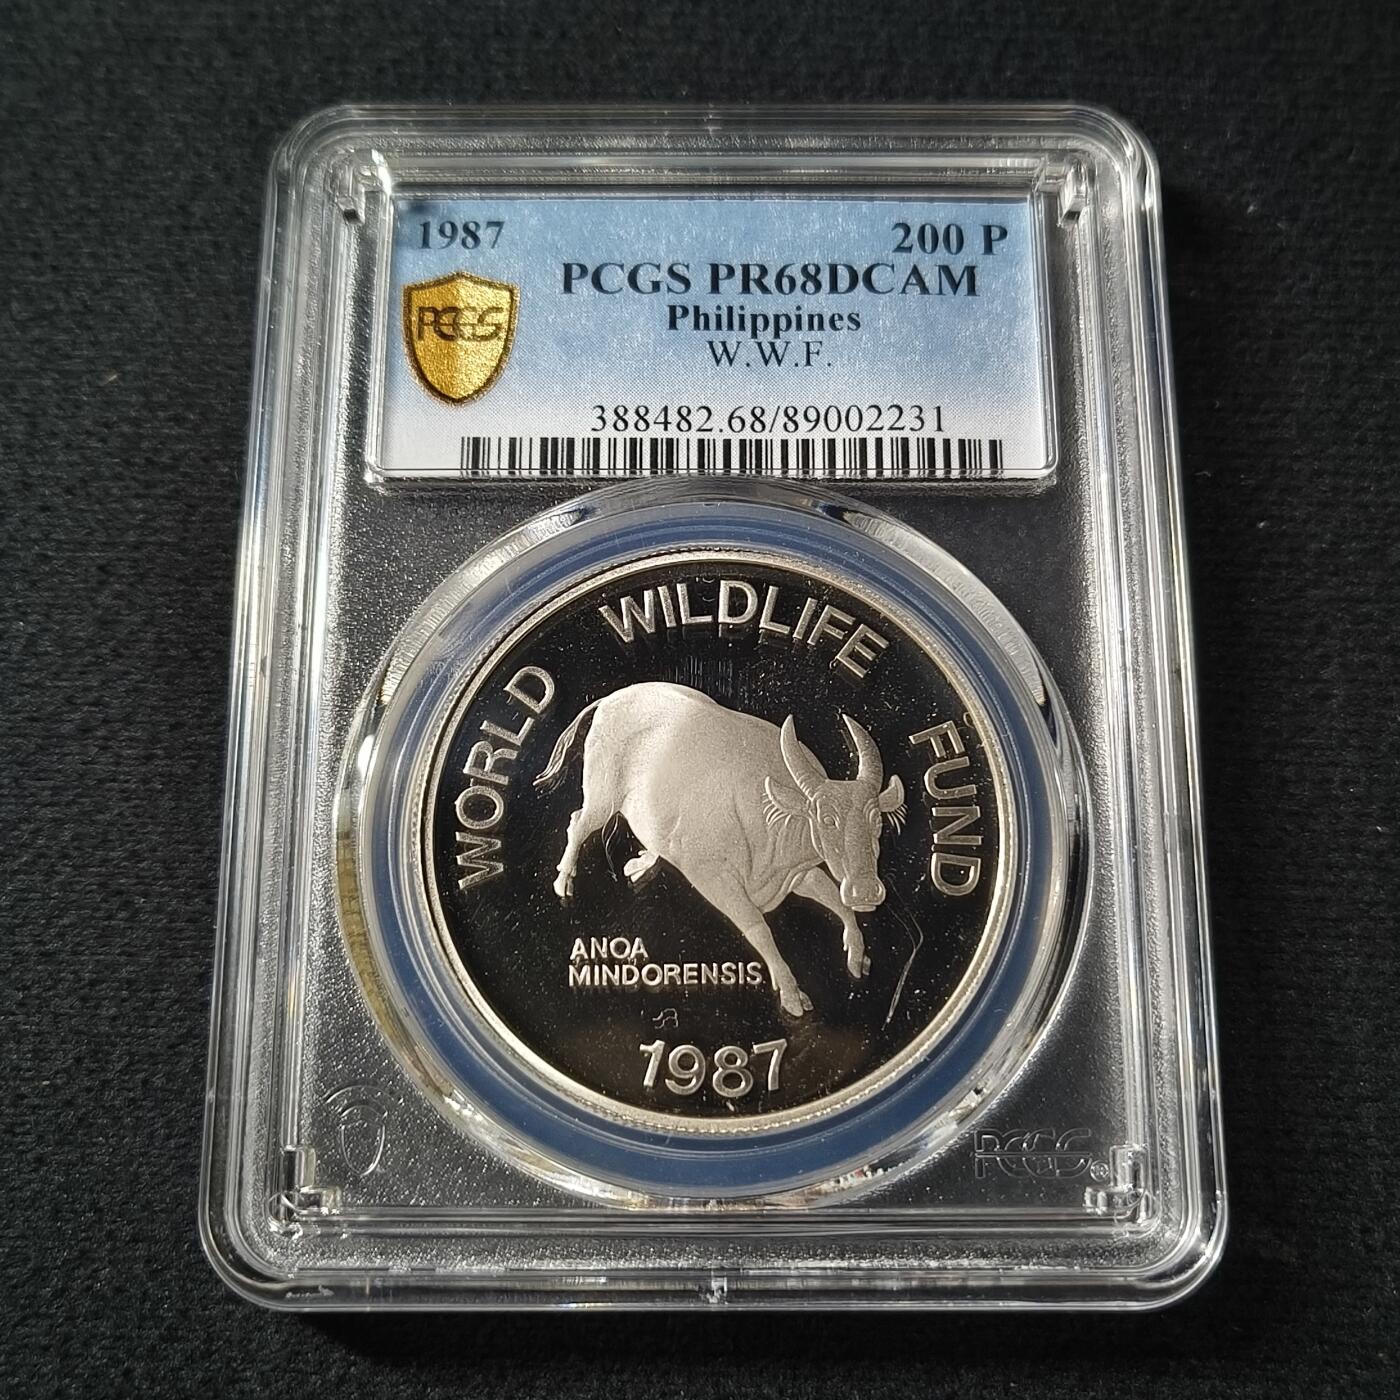 1987 200 P
PCGS PR68DCAM
PCGS
Philippines
W.W.F.
388482.68/89002231
WORLD WILDLIFE FUND
ANOA
MINDORENSIS
1987
PCGS